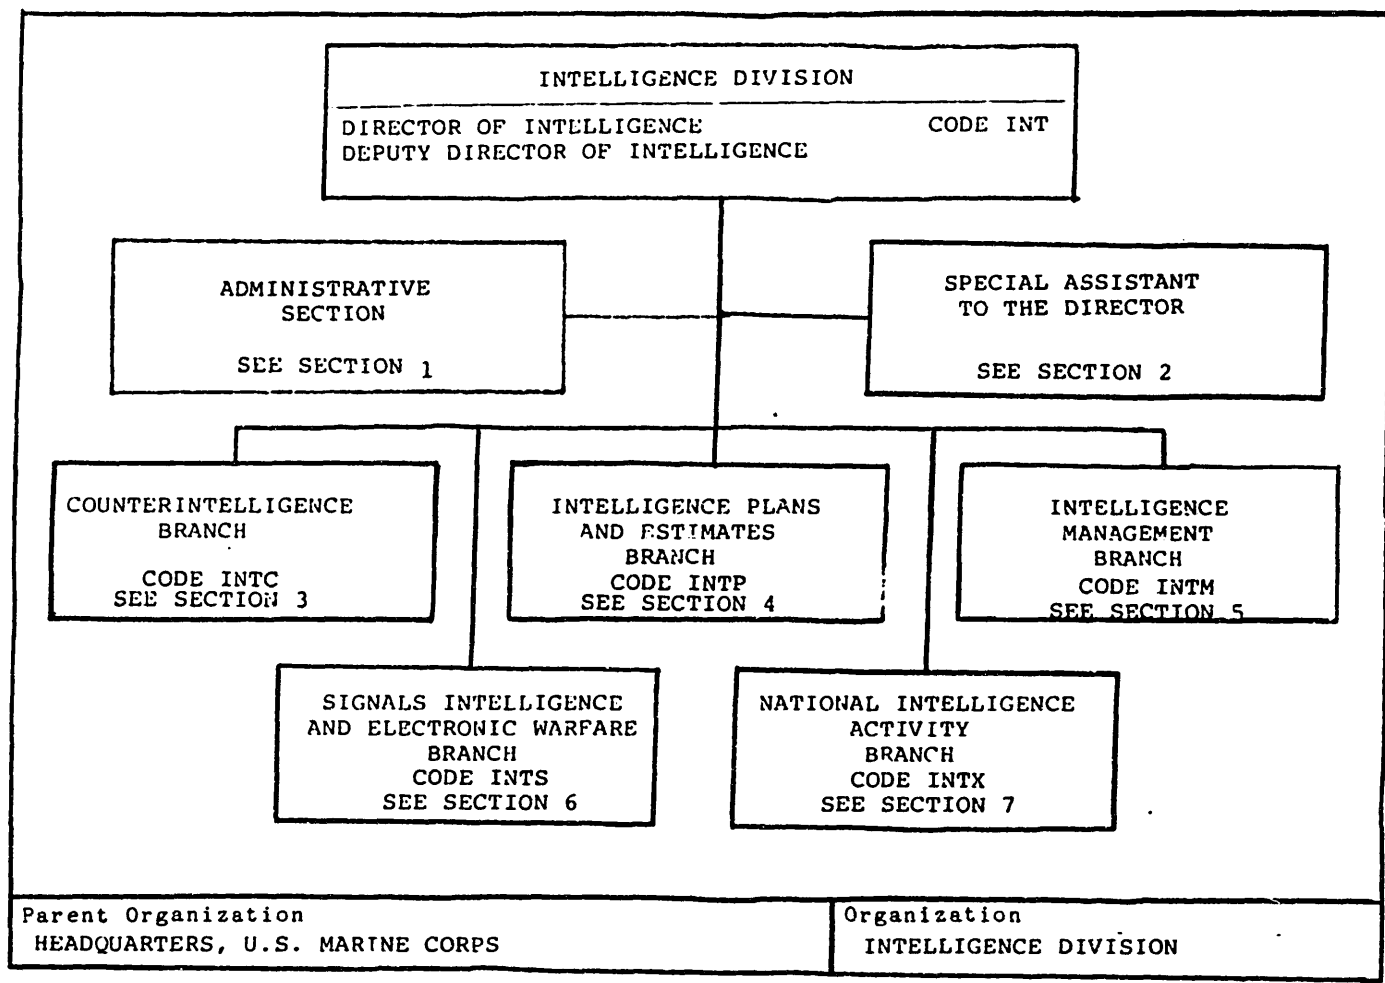 INTELLIGENCE DIVISION
DIRECTOR OF INTELLIGENCE CODE INT
DEPUTY DIRECTOR OF INTELLIGENCE
ADMINISTRATIVE
SECTION
SEE SECTION 1
SPECIAL ASSISTANT
TO THE DIRECTOR
SEE SECTION 2
COUNTERINTELLIGENCE
BRANCH
CODE INTC
SEE SECTION 3
INTELLIGENCE PLANS
AND ESTIMATES
BRANCH
CODE INTP
SEE SECTION 4
INTELLIGENCE
MANAGEMENT
BRANCH
CODE INTM
SEE SECTION 5
SIGNALS INTELLIGENCE
AND ELECTRONIC WARFARE
BRANCH
CODE INTS
SEE SECTION 6
NATIONAL INTELLIGENCE
ACTIVITY
BRANCH
CODE INTX
SEE SECTION 7
Parent Organization
HEADQUARTERS, U.S. MARINE CORPS
Organization
INTELLIGENCE DIVISION